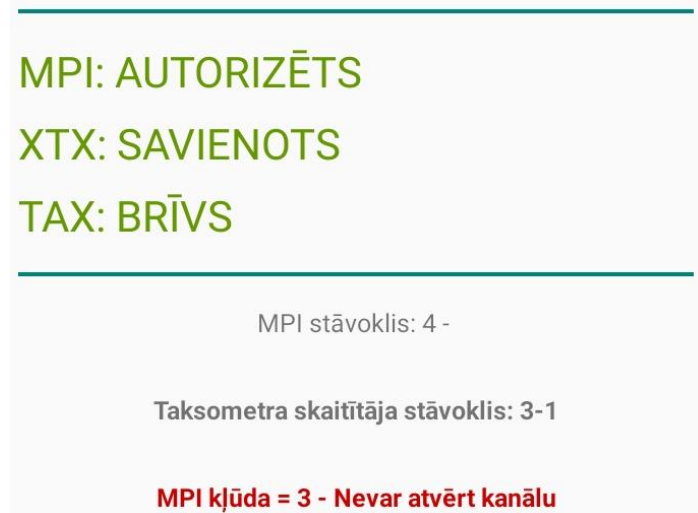 MPI: AUTORIZĒTS
XTX: SAVIENOTS
TAX: BRĪVS
MPI stāvoklis: 4 -
Taksometra skaitītāja stāvoklis: 3-1
MPI kļūda = 3 - Nevar atvērt kanālu